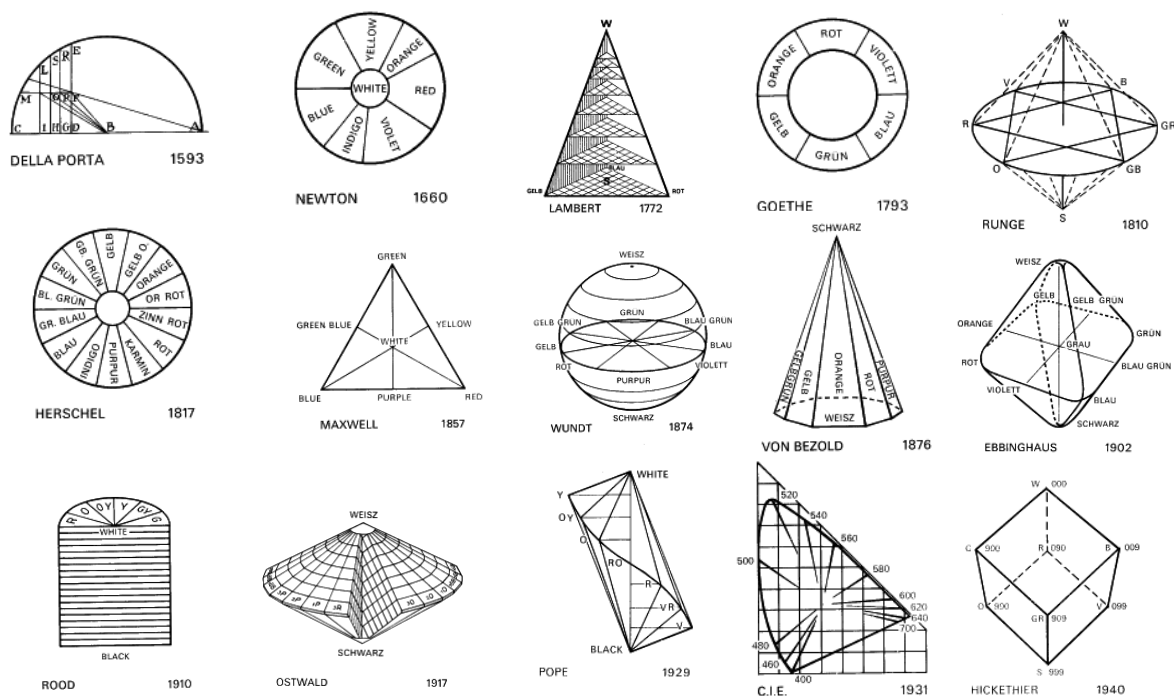 E
R
S
L
M
O P F
C I H G D B A
DELLA PORTA 1593
YELLOW
GREEN
ORANGE
WHITE
RED
BLUE
INDIGO
VIOLET
NEWTON 1660
W
BLAU
S
GELB ROT
LAMBERT 1772
ROT
ORANGE
VIOLETT
GELB
BLAU
GRÜN
GOETHE 1793
W
V B
R GR
O GB
S
RUNGE 1810
GELB
GB. GRÜN
GELB O.
GRÜN
ORANGE
BL. GRÜN
OR ROT
GR. BLAU
ZINN ROT
BLAU
ROT
INDIGO
PURPUR
KARMIN
HERSCHEL 1817
GREEN
GREEN BLUE YELLOW
WHITE
BLUE PURPLE RED
MAXWELL 1857
WEISZ
GRUN
GELB GRUN BLAU GRUN
GELB BLAU
ROT VIOLETT
PURPUR
SCHWARZ
WUNDT 1874
SCHWARZ
GELBGRÜN
GELB
ORANGE
ROT
PURPUR
WEISZ
VON BEZOLD 1876
WEISZ
GELB GELB GRÜN
ORANGE GRÜN
GRAU
ROT BLAU GRÜN
VIOLETT BLAU
SCHWARZ
EBBINGHAUS 1902
R O OY Y GY G
WHITE
BLACK
ROOD 1910
WEISZ
SCHWARZ
OSTWALD 1917
WHITE
Y
OY
O
RO
R
VR
V
BLACK
POPE 1929
520
540
500 560
580
600
620
640
700
480
460
400
C.I.E. 1931
W 000
C 900 R 090 B 009
O 990 GR 909 V 099
S 999
HICKETHIER 1940